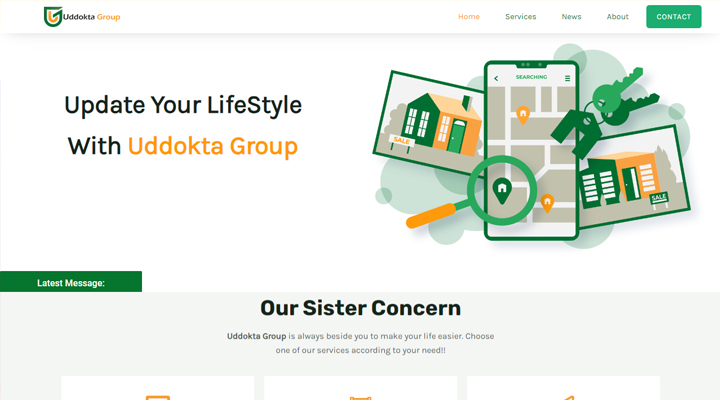 Uddokta Group
Home
Services
News
About
CONTACT
Update Your LifeStyle
With Uddokta Group
SEARCHING
SALE
SALE
Latest Message:
Our Sister Concern
Uddokta Group is always beside you to make your life easier. Choose
one of our services according to your need!!